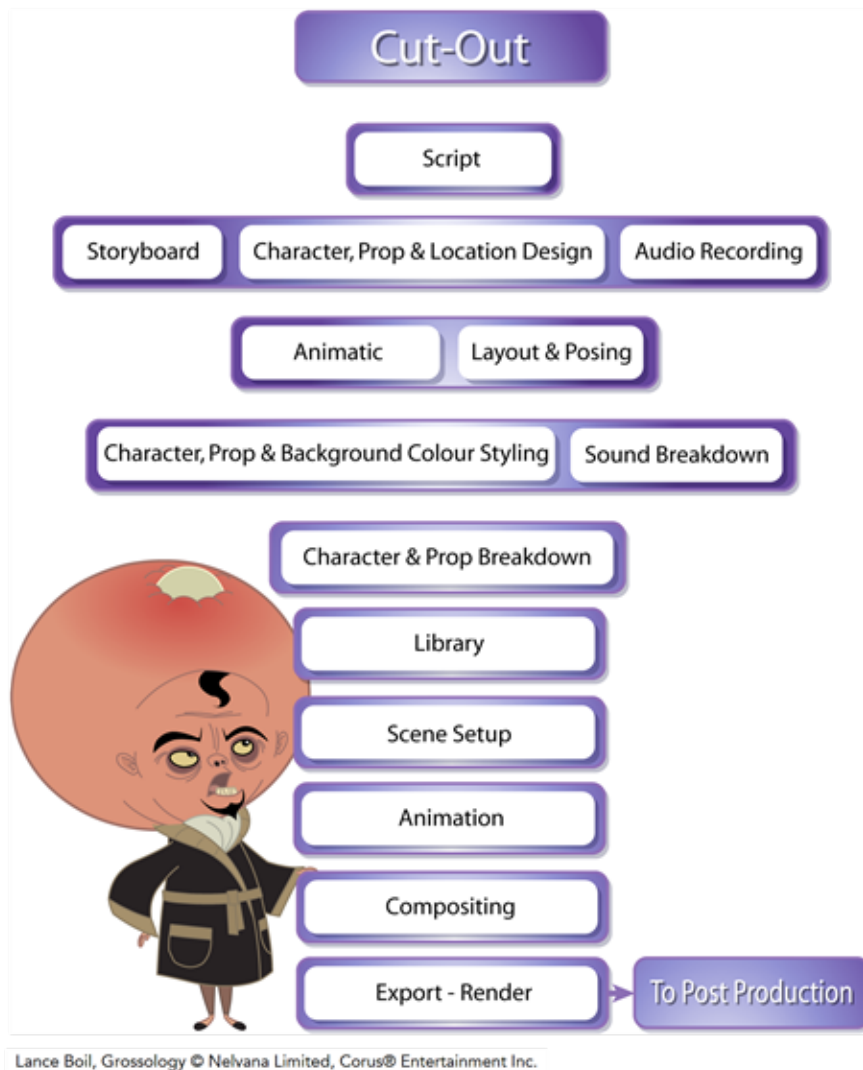 Cut-Out
Script
Storyboard
Character, Prop & Location Design
Audio Recording
Animatic
Layout & Posing
Character, Prop & Background Colour Styling
Sound Breakdown
Character & Prop Breakdown
Library
Scene Setup
Animation
Compositing
Export - Render
To Post Production
Lance Boil, Grossology © Nelvana Limited, Corus® Entertainment Inc.